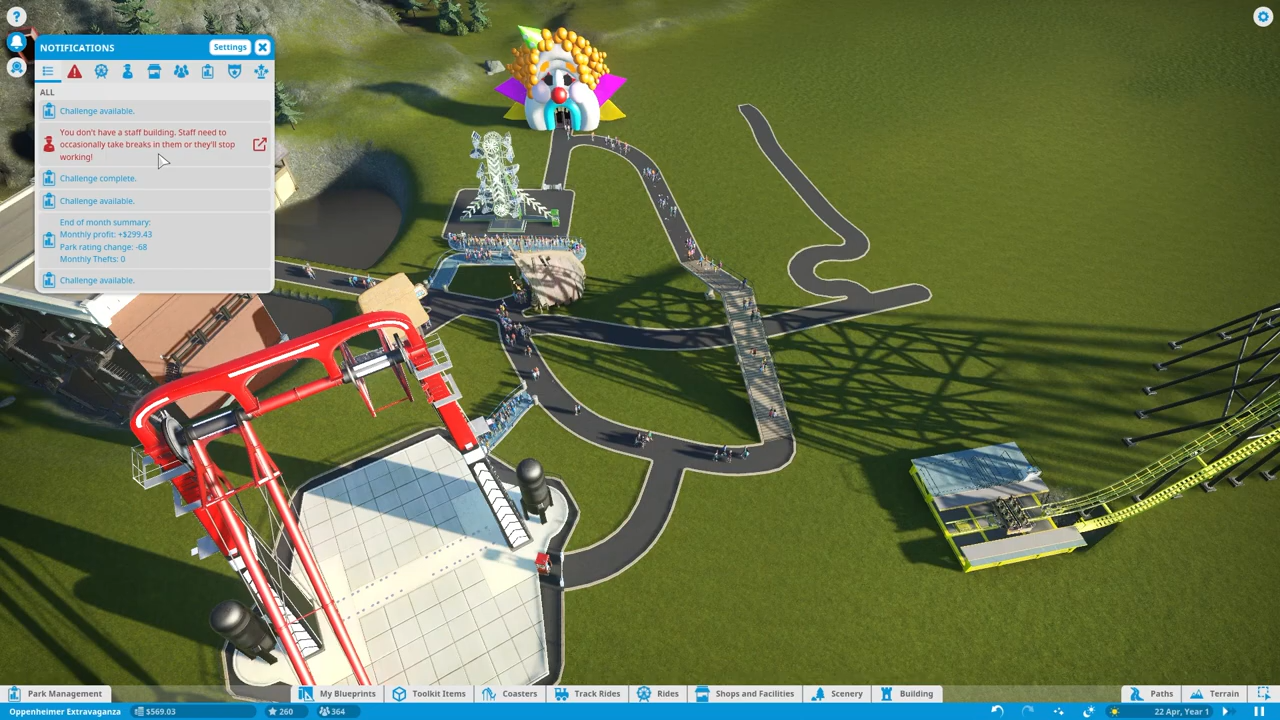 NOTIFICATIONS
Settings
ALL
Challenge available.
You don't have a staff building. Staff need to
occasionally take breaks in them or they'll stop
working!
Challenge complete.
Challenge available.
End of month summary:
Monthly profit: +$299.43
Park rating change: -68
Monthly Thefts: 0
Challenge available.
Park Management
My Blueprints
Toolkit Items
Coasters
Track Rides
Rides
Shops and Facilities
Scenery
Building
Paths
Terrain
Oppenheimer Extravaganza
$569.03
260
364
22 Apr, Year 1